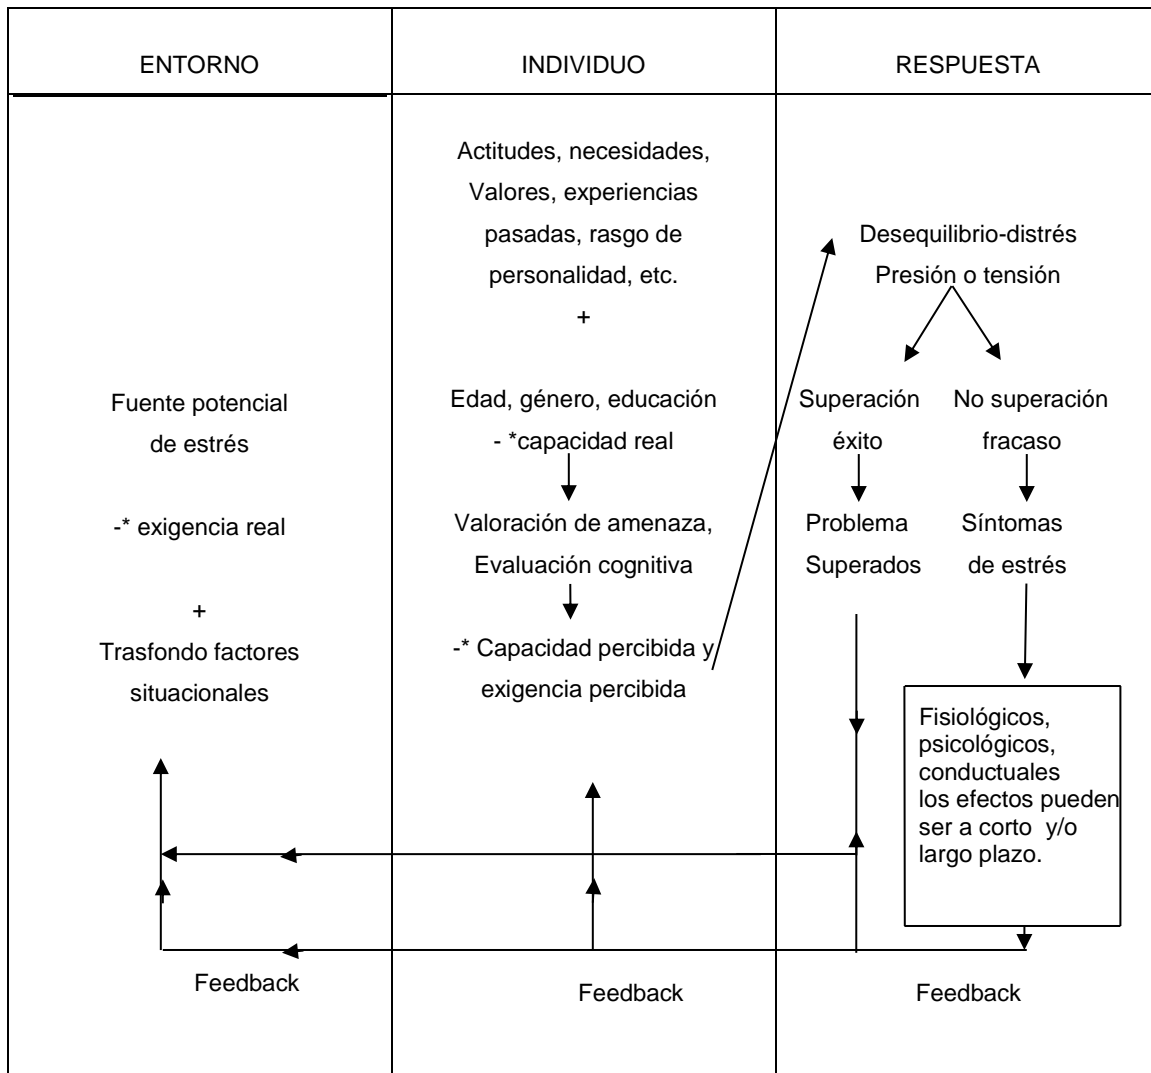 ENTORNO
INDIVIDUO
RESPUESTA
Fuente potencial
de estrés
-* exigencia real
+
Trasfondo factores
situacionales
Feedback
Actitudes, necesidades,
Valores, experiencias
pasadas, rasgo de
personalidad, etc.
+
Edad, género, educación
- *capacidad real
Valoración de amenaza,
Evaluación cognitiva
-* Capacidad percibida y
exigencia percibida
Feedback
Desequilibrio-distrés
Presión o tensión
Superación
éxito
Problema
Superados
No superación
fracaso
Síntomas
de estrés
Fisiológicos,
psicológicos,
conductuales
los efectos pueden
ser a corto y/o
largo plazo.
Feedback